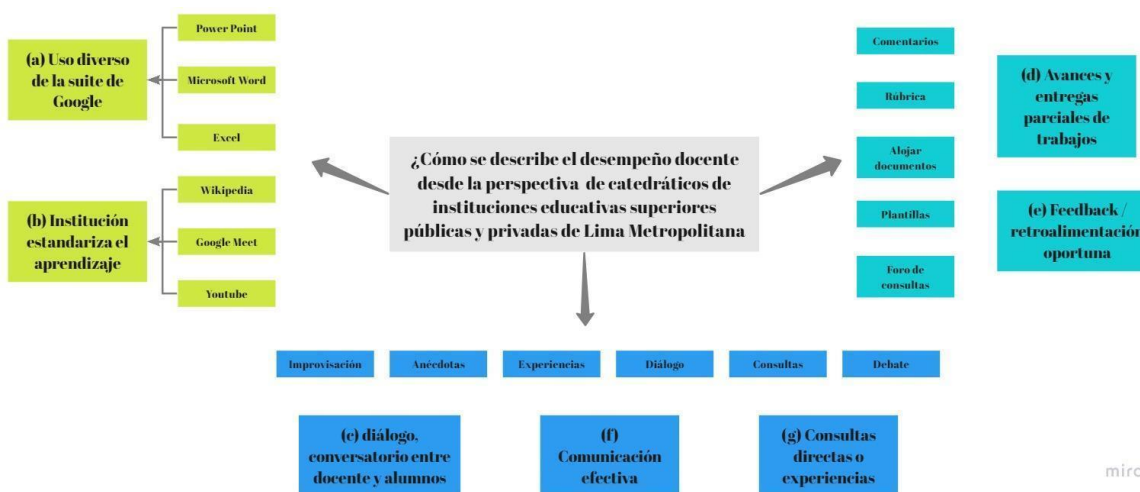 Power Point
(a) Uso diverso
de la suite de
Google
Microsoft Word
Excel
Wikipedia
(b) Institución
estandariza el
aprendizaje
Google Meet
Youtube
¿Cómo se describe el desempeño docente
desde la perspectiva de catedráticos de
instituciones educativas superiores
públicas y privadas de Lima Metropolitana
Comentarios
Rúbrica
Alojar
documentos
Plantillas
Foro de
consultas
(d) Avances y
entregas
parciales de
trabajos
(e) Feedback /
retroalimentación
oportuna
Improvisación
Anécdotas
Experiencias
Diálogo
Consultas
Debate
(c) diálogo,
conversatorio entre
docente y alumnos
(f)
Comunicación
efectiva
(g) Consultas
directas o
experiencias